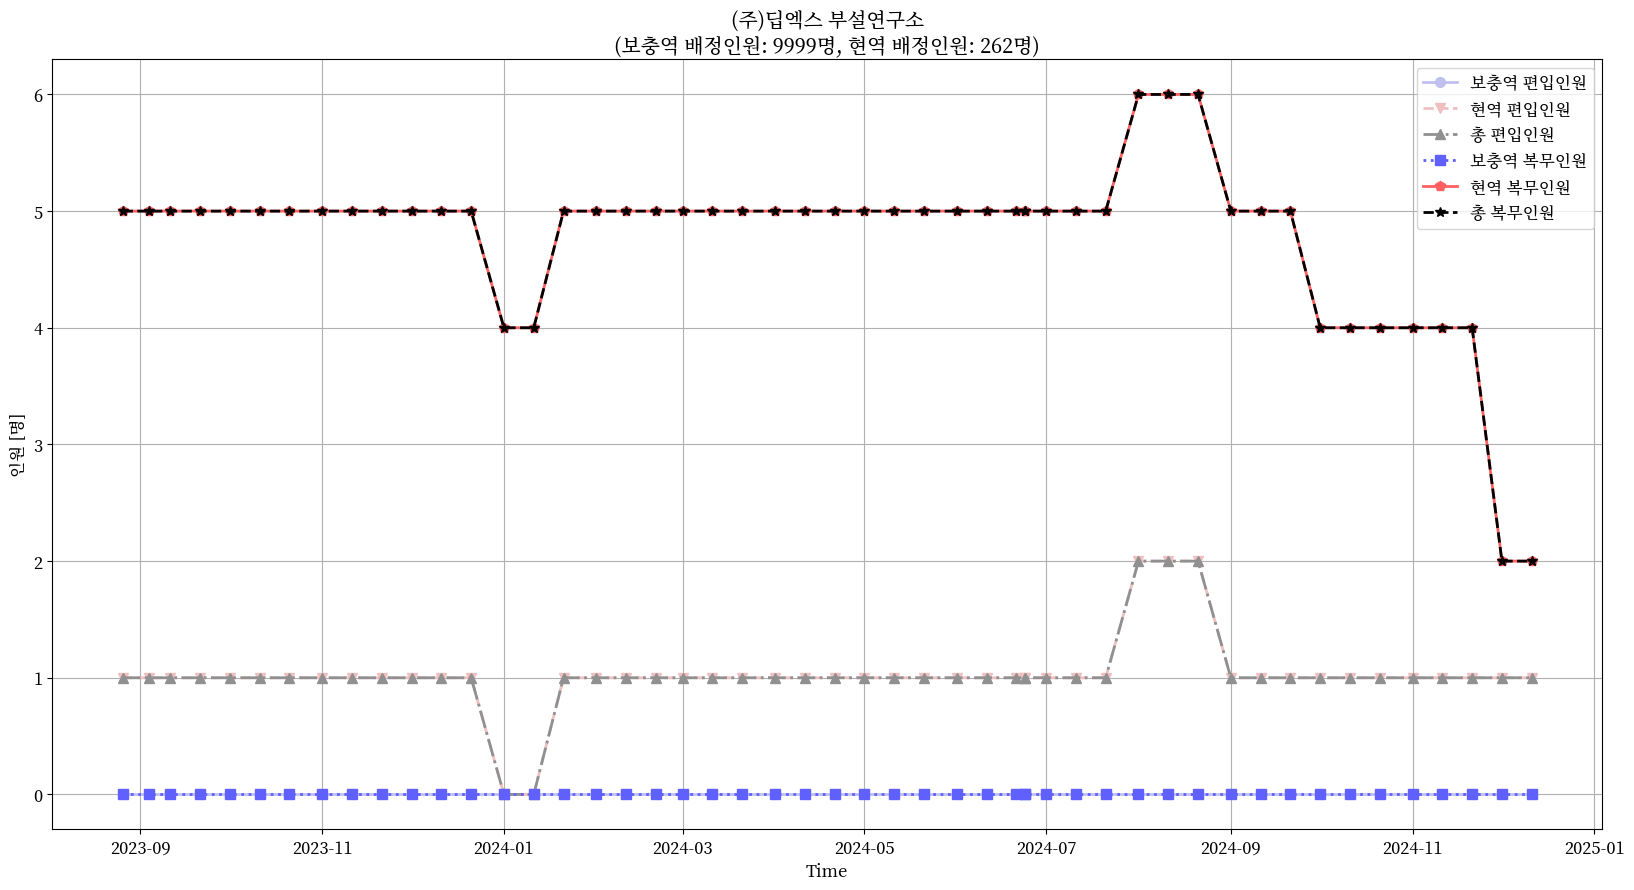 (주)딥엑스 부설연구소
(보충역 배정인원: 9999명, 현역 배정인원: 262명)
보충역 편입인원
현역 편입인원
총 편입인원
보충역 복무인원
현역 복무인원
총 복무인원
인원 [명]
6
5
4
3
2
1
0
2023-09 2023-11 2024-01 2024-03 2024-05 2024-07 2024-09 2024-11 2025-01
Time